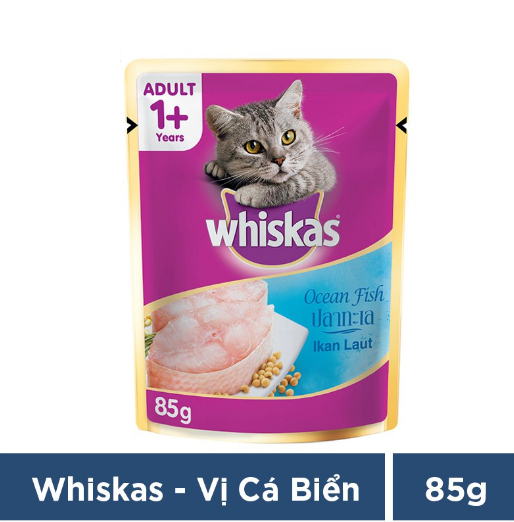 ADULT
1+
Years
whiskas
Ocean Fish
ปลาทะเล
Ikan Laut
85g
Whiskas - Vị Cá Biển
85g